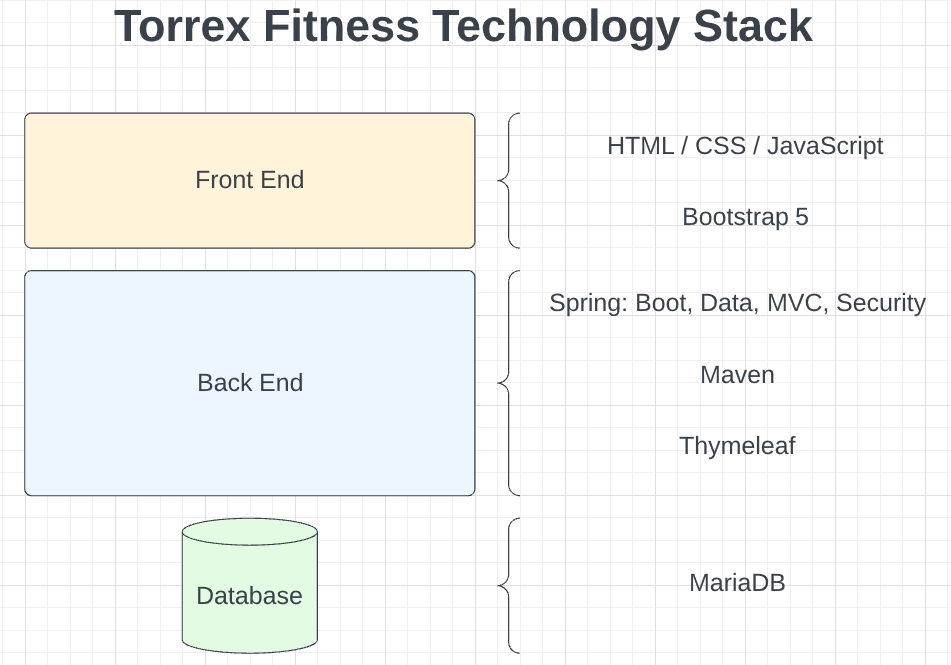 Torrex Fitness Technology Stack
Front End
HTML / CSS / JavaScript
Bootstrap 5
Back End
Spring: Boot, Data, MVC, Security
Maven
Thymeleaf
Database
MariaDB